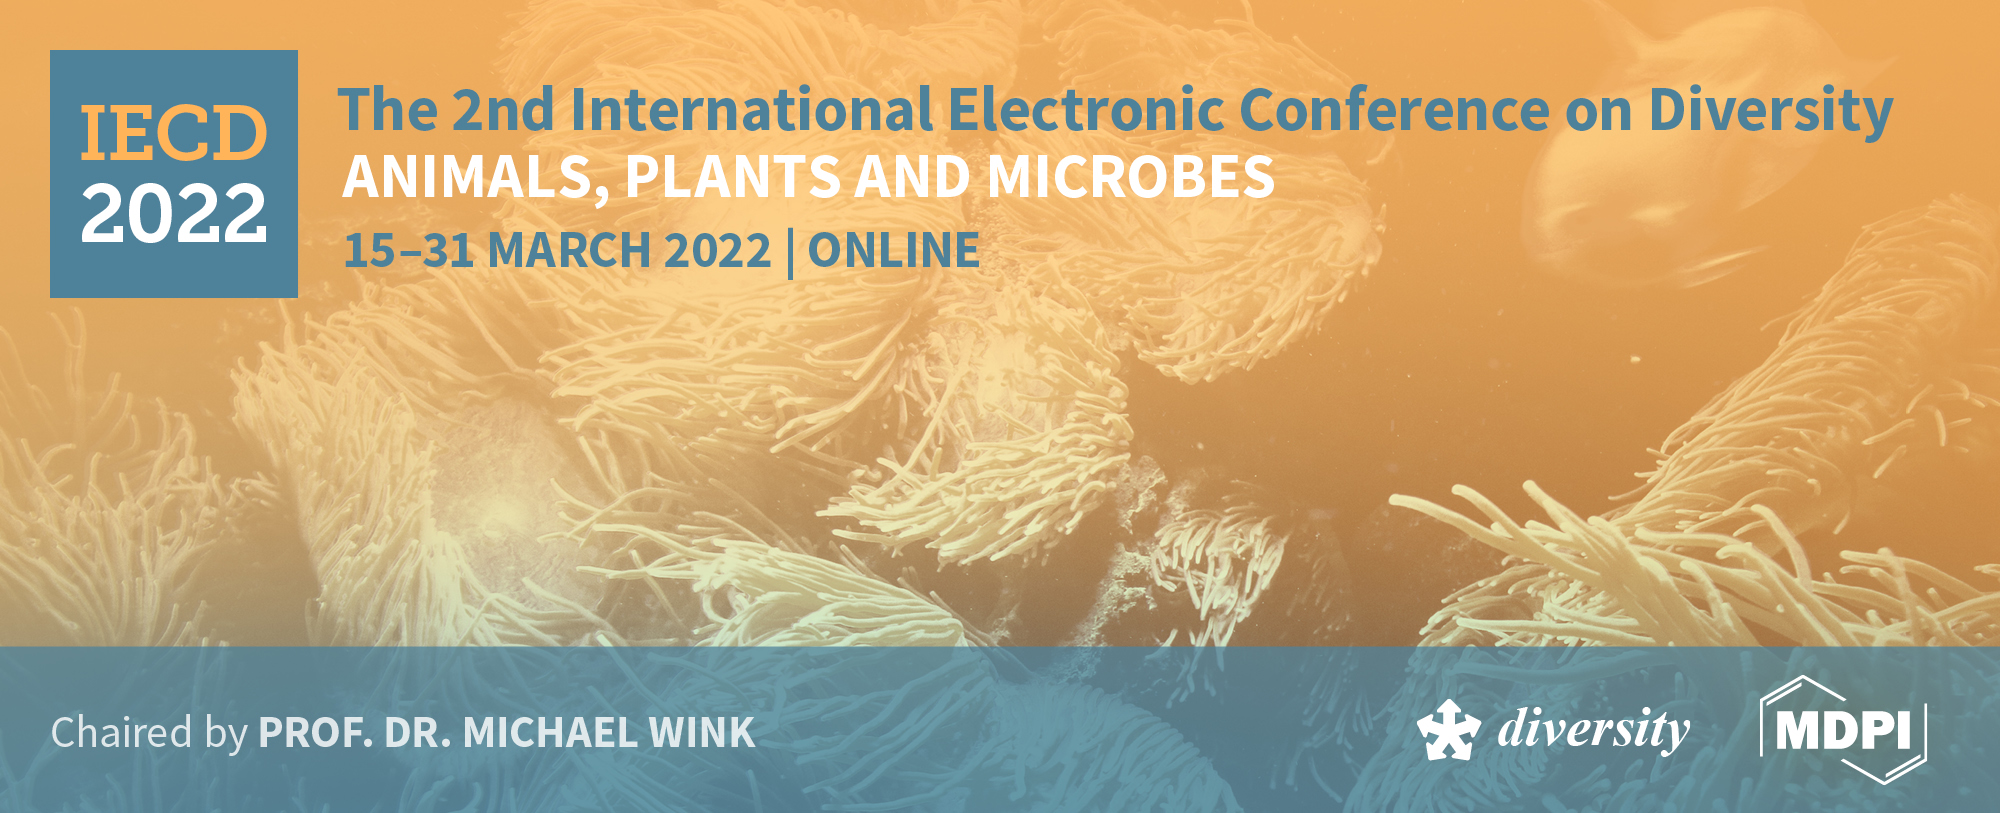 IECD
2022
The 2nd International Electronic Conference on Diversity
ANIMALS, PLANTS AND MICROBES
15–31 MARCH 2022 | ONLINE
Chaired by PROF. DR. MICHAEL WINK
diversity
MDPI